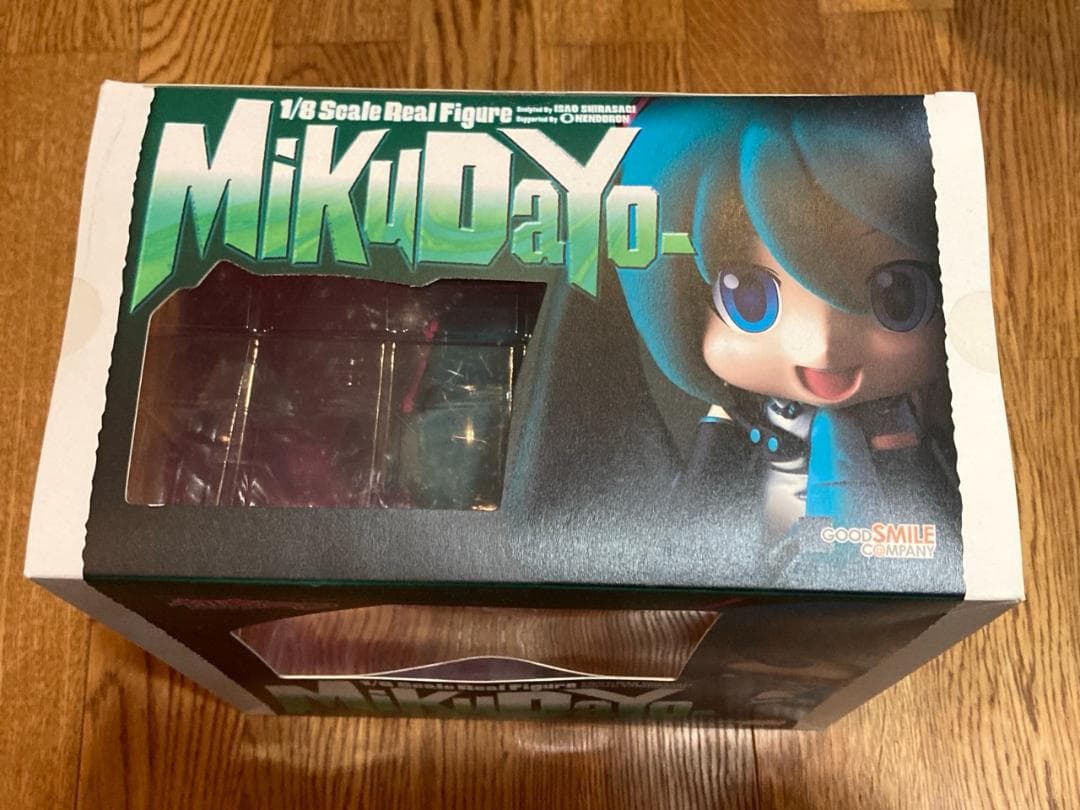 1/8 Scale Real Figure
Sculpted By ISAO SHIRASAGI
Supported By NENDORON
MiKuDaYo-
GOOD SMILE
COMPANY
1/8 Scale Real Figure
MiKuDaYo-